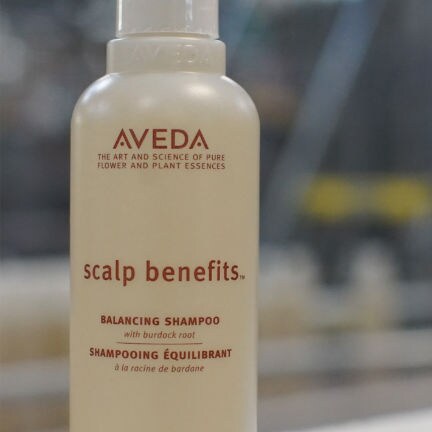 AVEDA
AVEDA
THE ART AND SCIENCE OF PURE
FLOWER AND PLANT ESSENCES
scalp benefits™
BALANCING SHAMPOO
with burdock root
SHAMPOOING ÉQUILIBRANT
à la racine de bardane